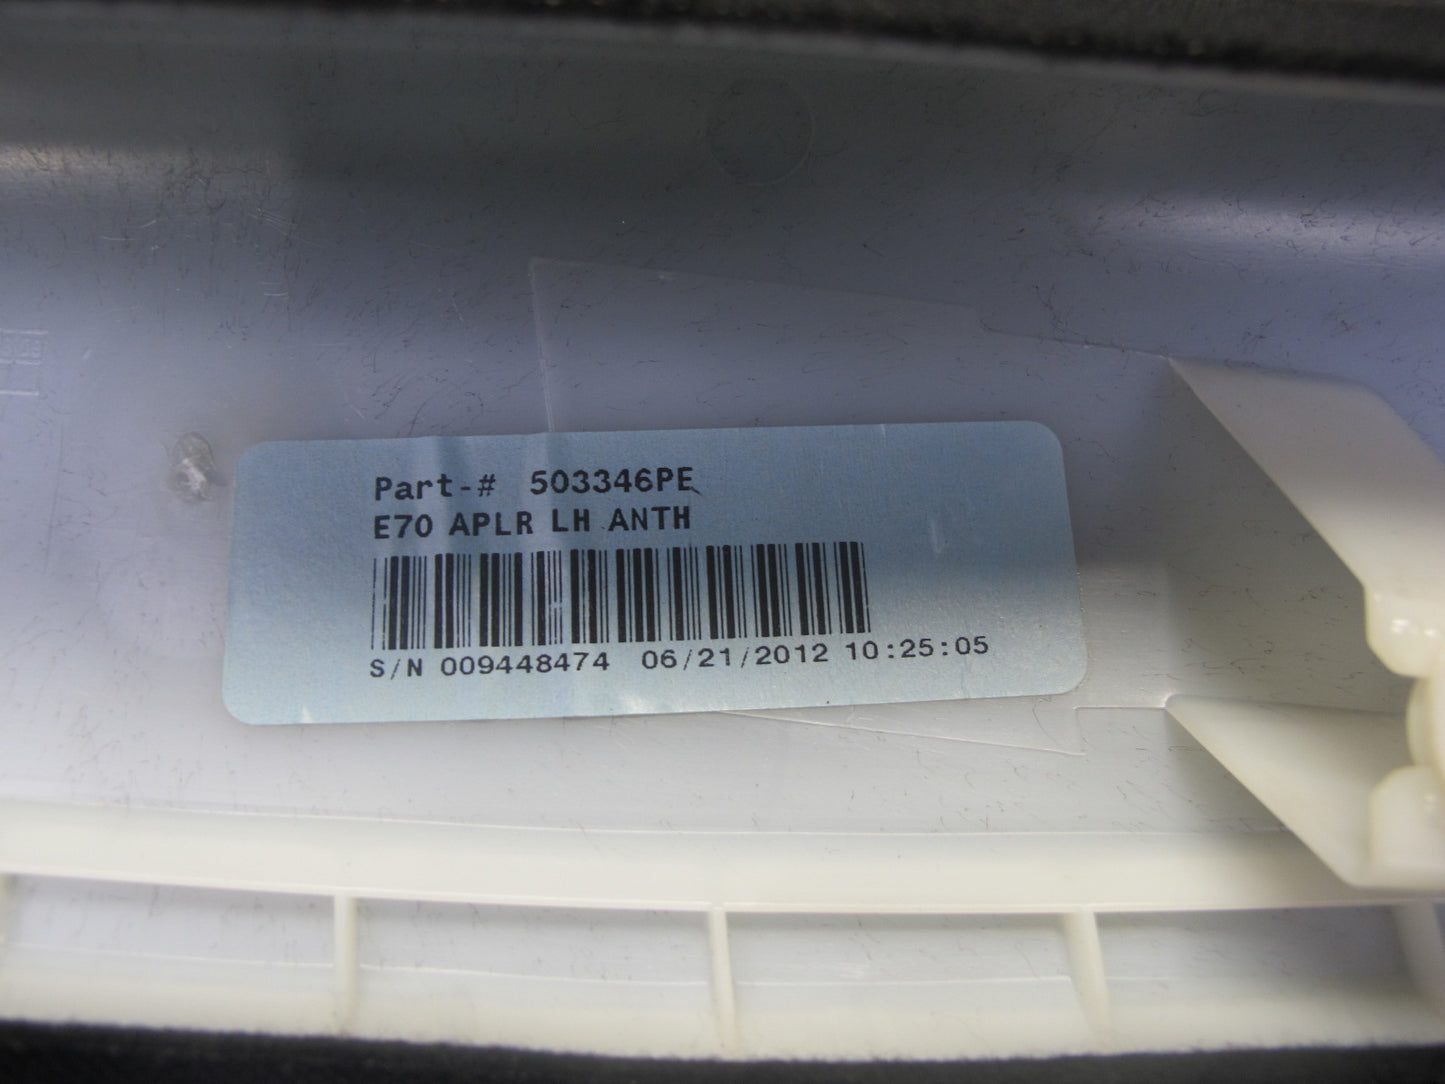 Part-# 503346PE
E70 APLR LH ANTH
S/N 009448474 06/21/2012 10:25:05